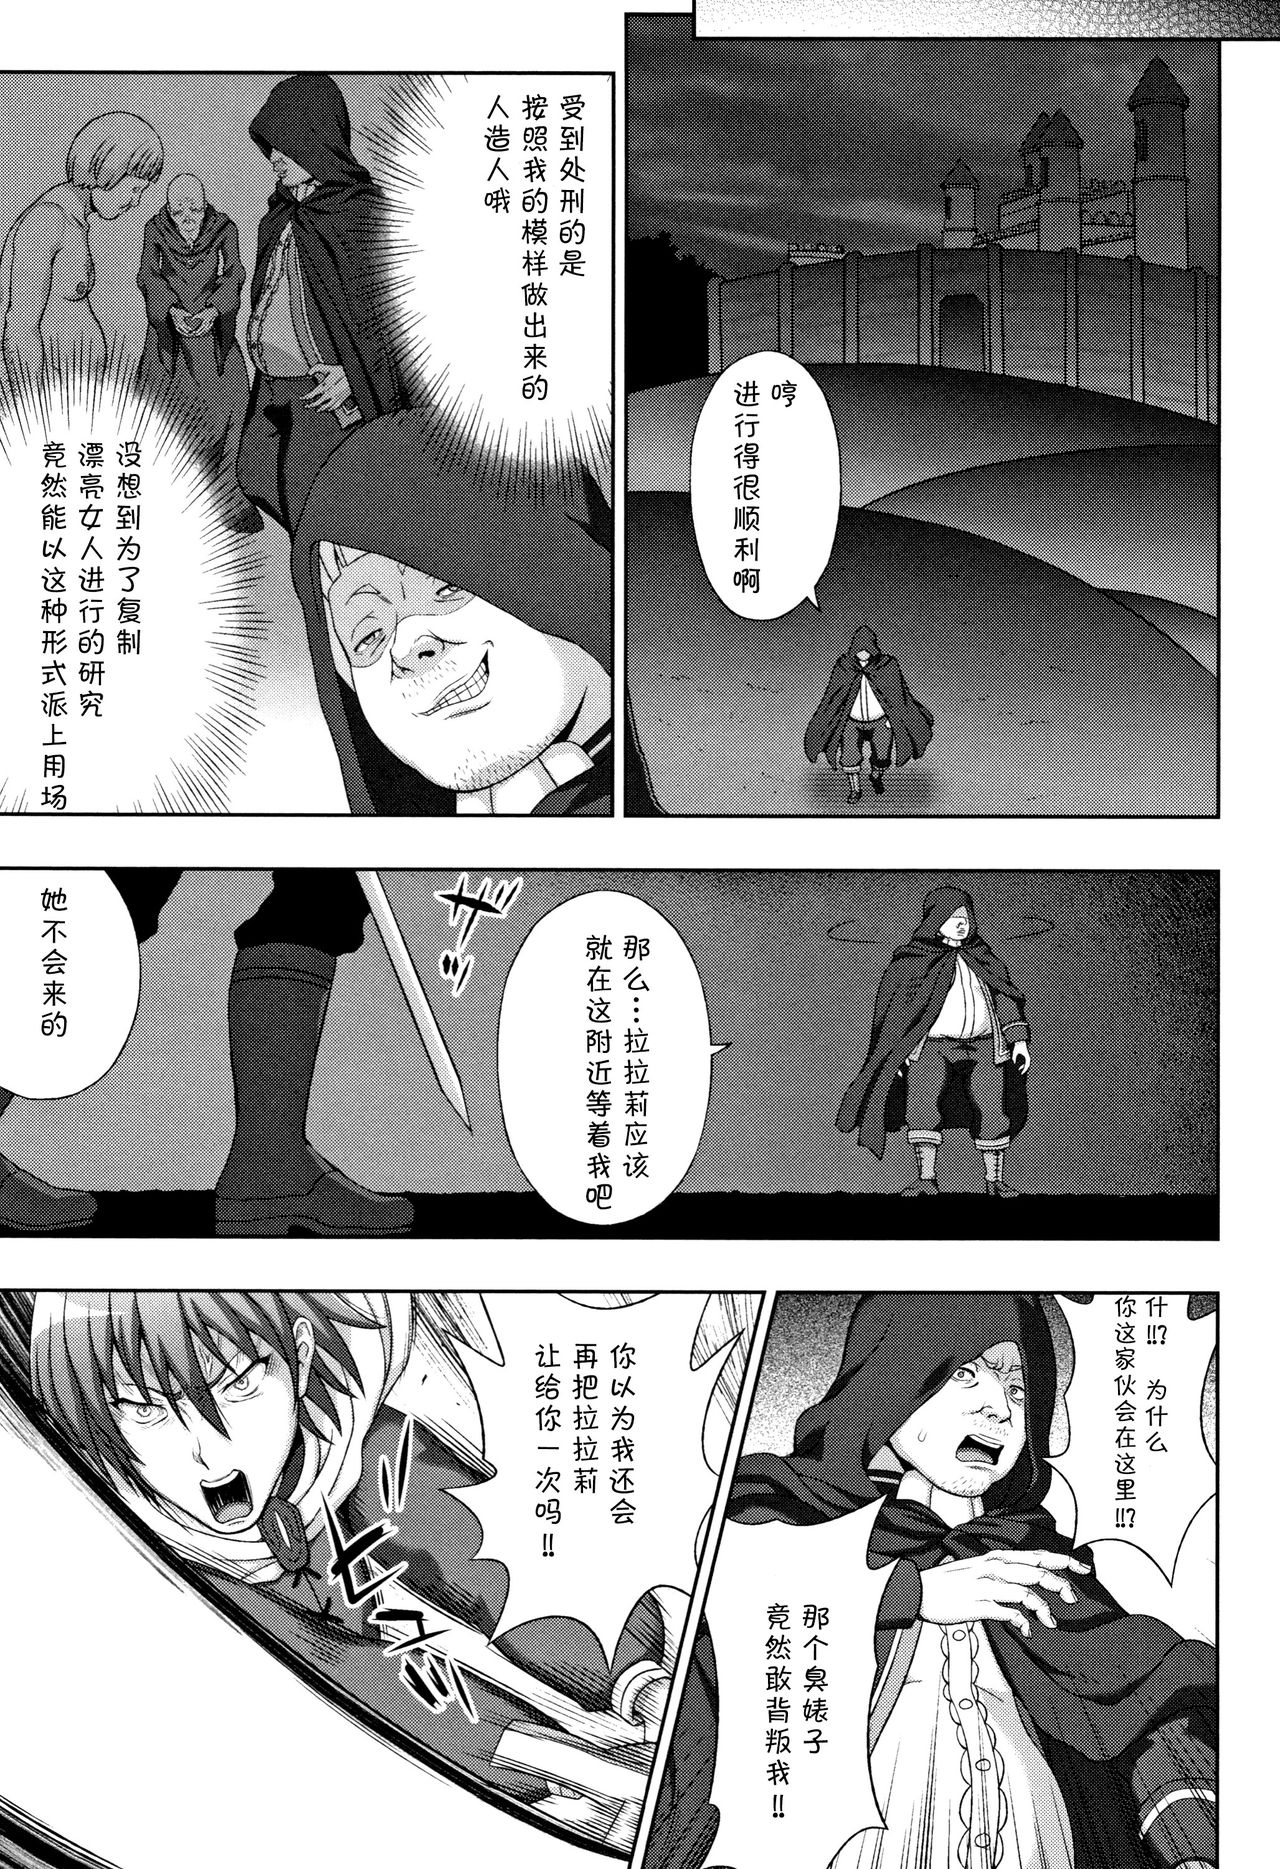 哼
进行得很顺利啊
受到处刑的是
按照我的模样做出来的
人造人哦
没想到为了复制
漂亮女人进行的研究
竟然能以这种形式派上用场
那么…拉拉莉应该
就在这附近等着我吧
ザッ
她不会来的
什!!? 为什么
你这家伙会在这里!!?
那个臭婊子
竟然敢背叛我!!
你以为我还会
再把拉拉莉
让给你一次吗!!
ヒュッ